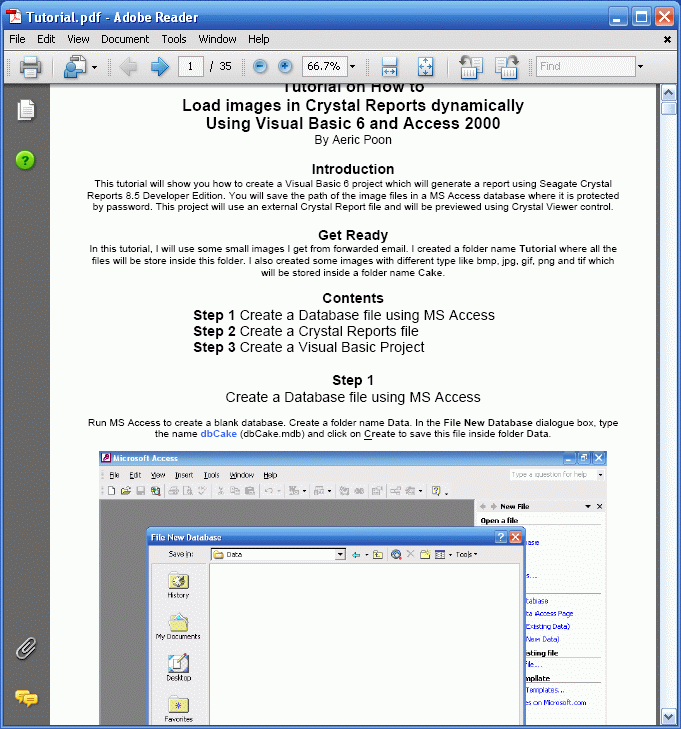 Tutorial.pdf - Adobe Reader
File Edit View Document Tools Window Help
1 / 35 66.7% Find
Tutorial on How to
Load images in Crystal Reports dynamically
Using Visual Basic 6 and Access 2000
By Aeric Poon
Introduction
This tutorial will show you how to create a Visual Basic 6 project which will generate a report using Seagate Crystal
Reports 8.5 Developer Edition. You will save the path of the image files in a MS Access database where it is protected
by password. This project will use an external Crystal Report file and will be previewed using Crystal Viewer control.
Get Ready
In this tutorial, I will use some small images I get from forwarded email. I created a folder name Tutorial where all the
files will be store inside this folder. I also created some images with different type like bmp, jpg, gif, png and tif which
will be stored inside a folder name Cake.
Contents
Step 1 Create a Database file using MS Access
Step 2 Create a Crystal Reports file
Step 3 Create a Visual Basic Project
Step 1
Create a Database file using MS Access
Run MS Access to create a blank database. Create a folder name Data. In the File New Database dialogue box, type
the name dbCake (dbCake.mdb) and click on Create to save this file inside folder Data.
Microsoft Access
File Edit View Insert Tools Window Help Type a question for help
New File
Open a file
File New Database
Save in: Data Tools
History
My Documents
Desktop
Favorites
abase
s...
tabase
ta Access Page
Existing Data)
New Data)
isting file
file...
mplate
Templates...
es on Microsoft.com